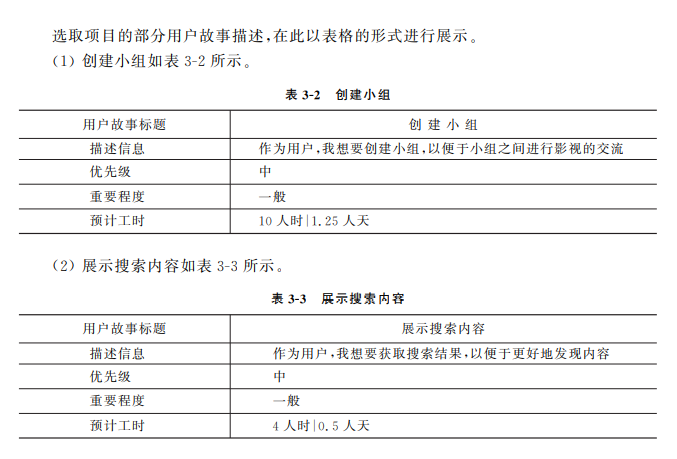 选取项目的部分用户故事描述,在此以表格的形式进行展示。
(1) 创建小组如表 3-2 所示。
表 3-2 创建小组
用户故事标题 创建小组
描述信息 作为用户,我想要创建小组,以便于小组之间进行影视的交流
优先级 中
重要程度 一般
预计工时 10 人时|1.25 人天
(2) 展示搜索内容如表 3-3 所示。
表 3-3 展示搜索内容
用户故事标题 展示搜索内容
描述信息 作为用户,我想要获取搜索结果,以便于更好地发现内容
优先级 中
重要程度 一般
预计工时 4 人时|0.5 人天